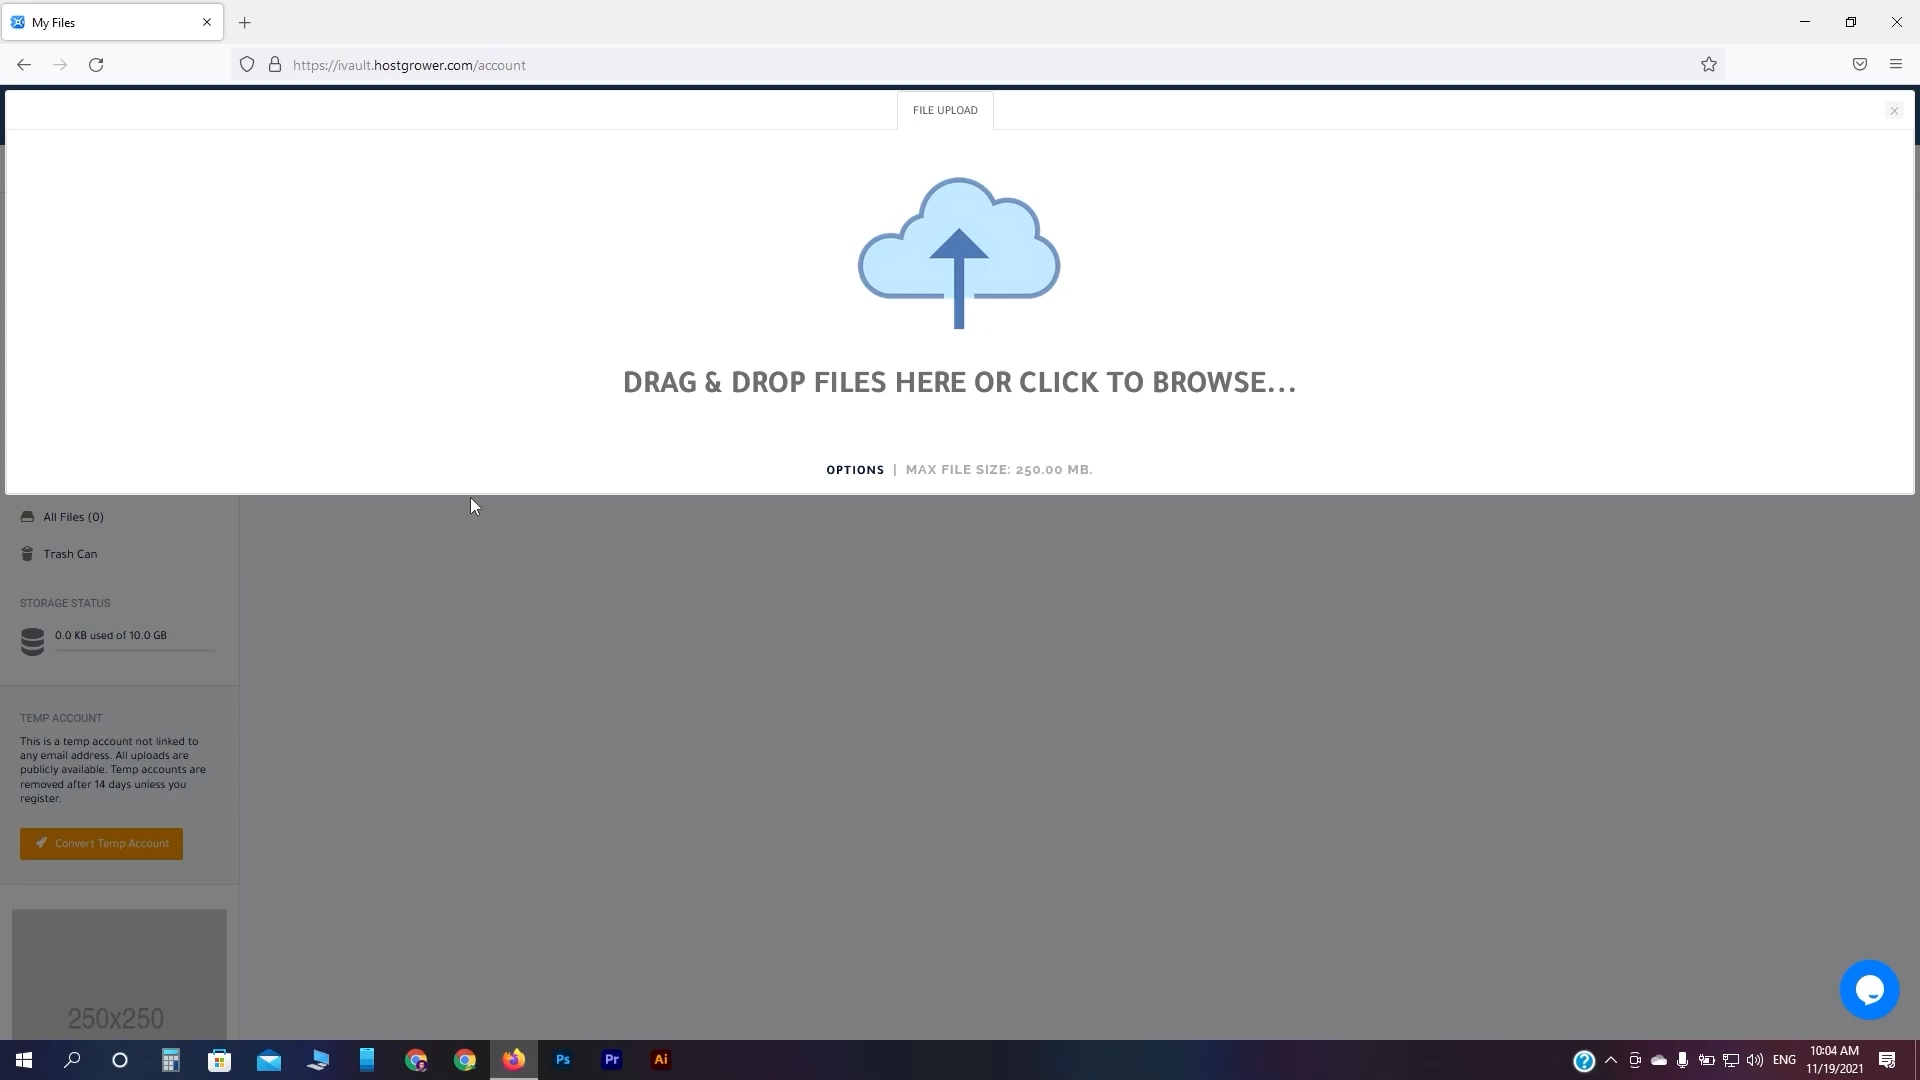 My Files
https://ivault.hostgrower.com/account
FILE UPLOAD
DRAG & DROP FILES HERE OR CLICK TO BROWSE...
OPTIONS | MAX FILE SIZE: 250.00 MB.
All Files (0)
Trash Can
STORAGE STATUS
0.0 KB used of 10.0 GB
TEMP ACCOUNT
This is a temp account not linked to
any email address. All uploads are
publicly available. Temp accounts are
removed after 14 days unless you
register.
Convert Temp Account
250x250
Ps
Pr
Ai
ENG
10:04 AM
11/19/2021